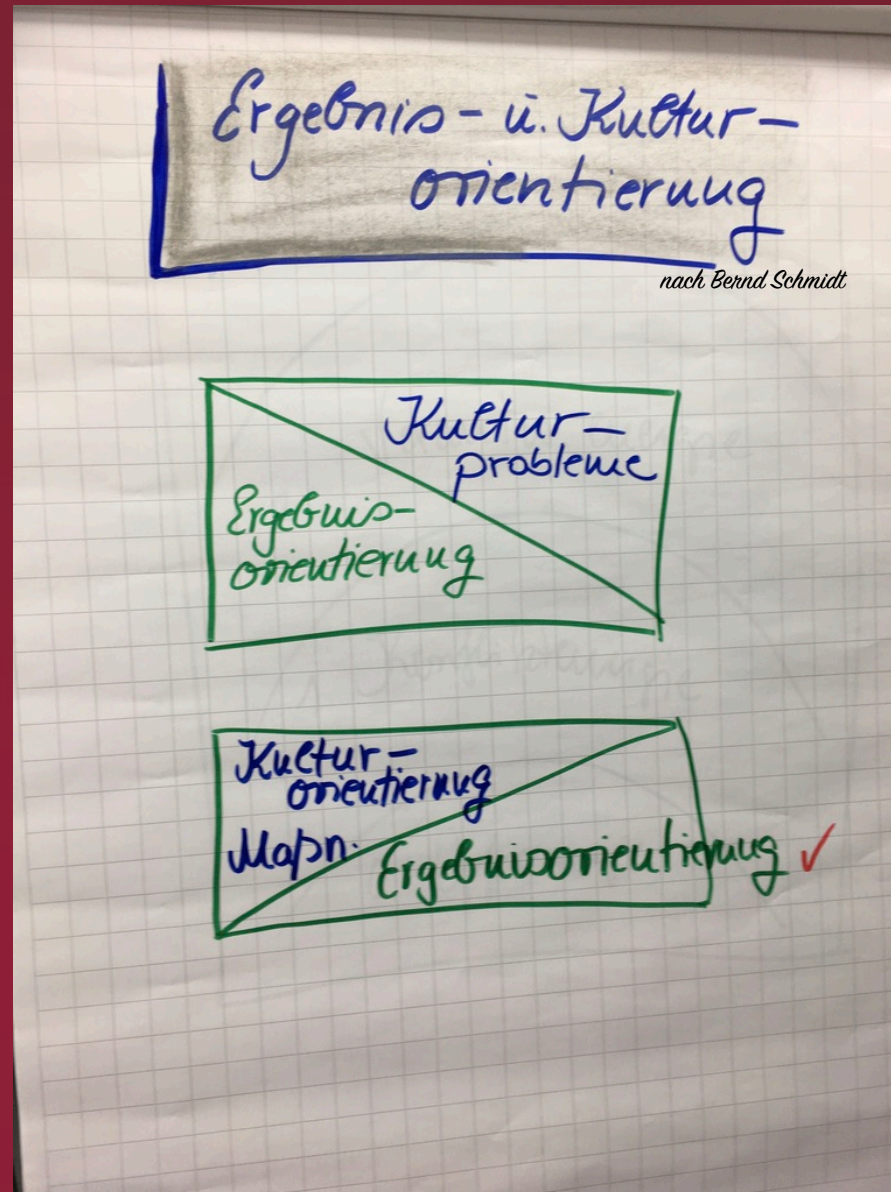 Ergebnis- u. Kultur-
orientierung
nach Bernd Schmidt
Kultur-
probleme
Ergebnis-
orientierung
Kultur-
orientierung
Maßn.
Ergebnisorientierung ✓